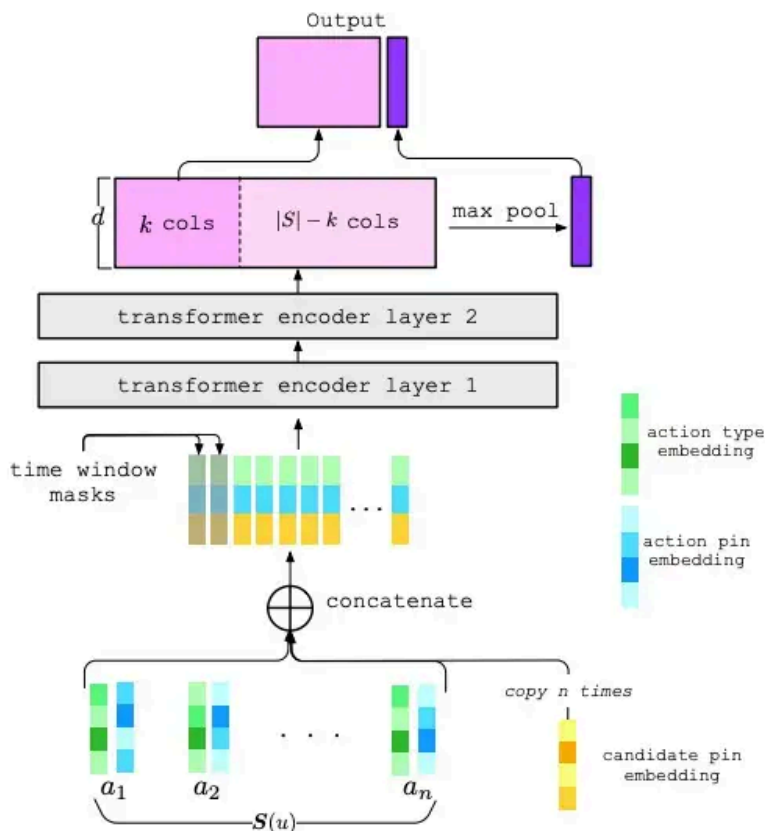 Output
d
k cols
|S| − k cols
max pool
transformer encoder layer 2
transformer encoder layer 1
time window
masks
...
action type
embedding
action pin
embedding
concatenate
copy n times
. . .
candidate pin
embedding
a1
a2
an
S(u)